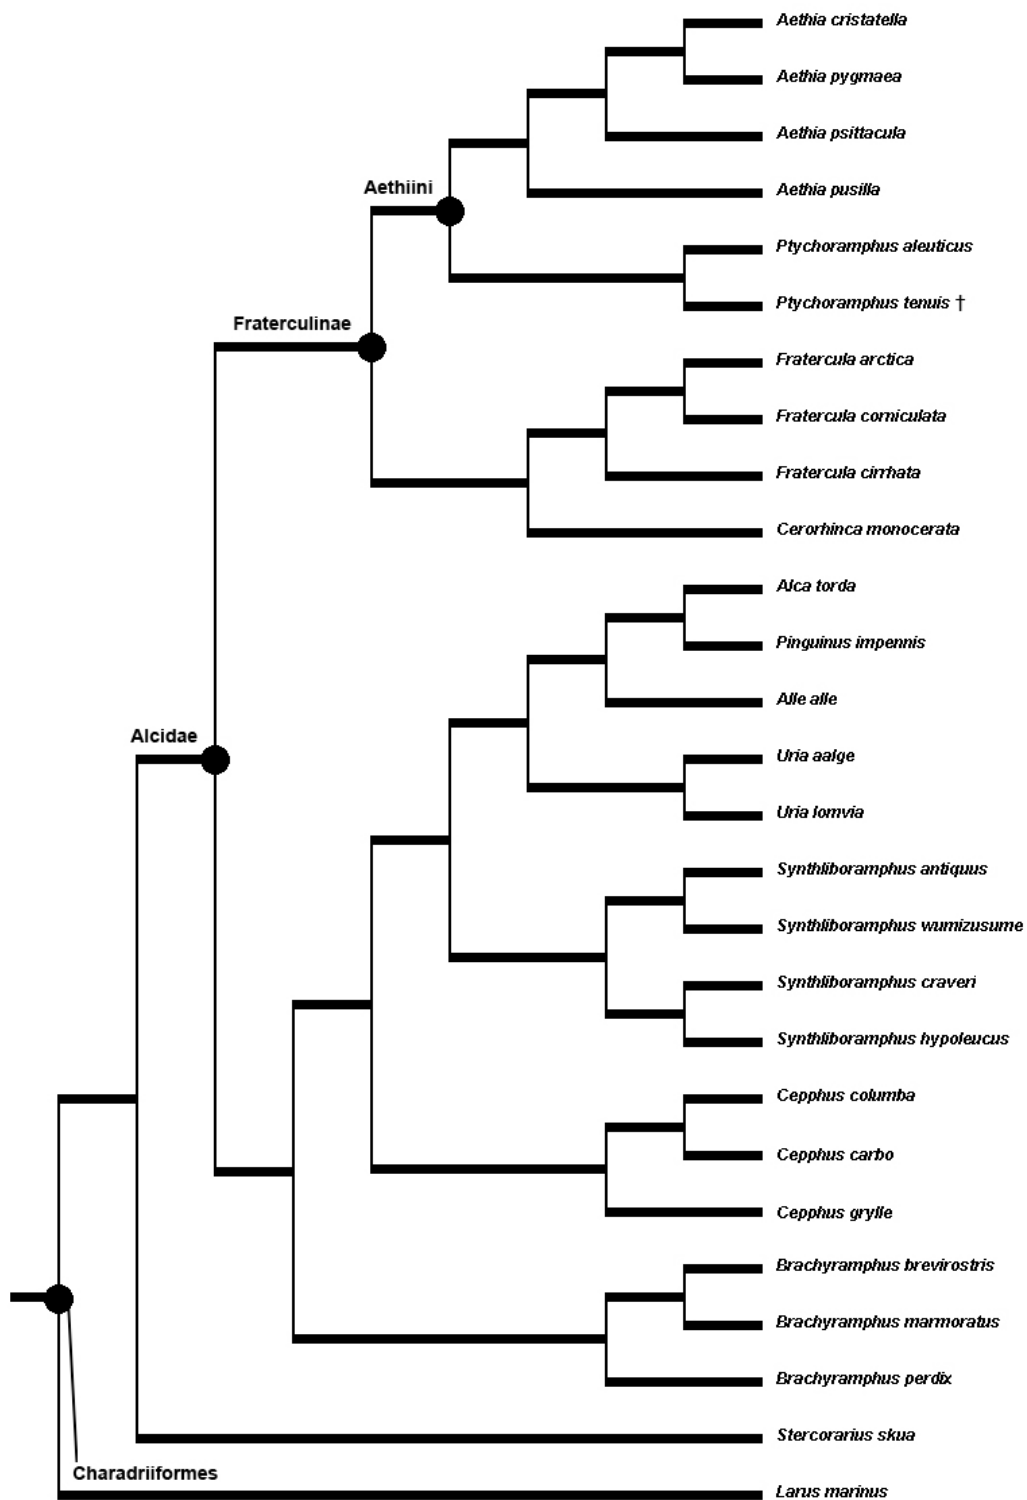 Aethia cristatella
Aethia pygmaea
Aethia psittacula
Aethiini
Aethia pusilla
Ptychoramphus aleuticus
Ptychoramphus tenuis †
Fraterculinae
Fratercula arctica
Fratercula corniculata
Fratercula cirrhata
Cerorhinca monocerata
Alca torda
Pinguinus impennis
Alle alle
Alcidae
Uria aalge
Uria lomvia
Synthliboramphus antiquus
Synthliboramphus wumizusume
Synthliboramphus craveri
Synthliboramphus hypoleucus
Cepphus columba
Cepphus carbo
Cepphus grylle
Brachyramphus brevirostris
Brachyramphus marmoratus
Brachyramphus perdix
Stercorarius skua
Charadriiformes
Larus marinus